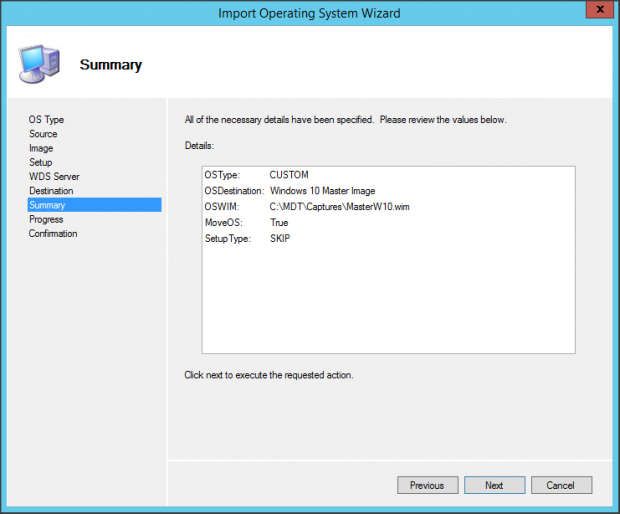 Import Operating System Wizard
x
Summary
OS Type
Source
Image
Setup
WDS Server
Destination
Summary
Progress
Confirmation
All of the necessary details have been specified.  Please review the values below.
Details:
OSType: CUSTOM
OSDestination: Windows 10 Master Image
OSWIM: C:\MDT\Captures\MasterW10.wim
MoveOS: True
SetupType: SKIP
Click next to execute the requested action.
Previous Next Cancel